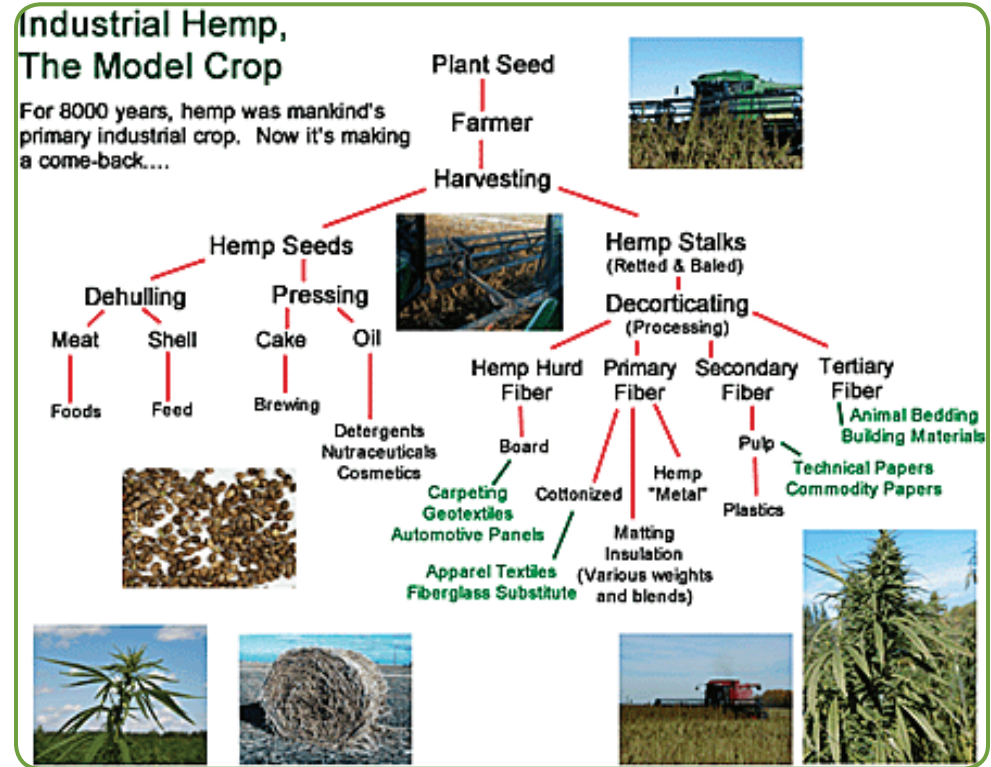 Industrial Hemp,
The Model Crop
For 8000 years, hemp was mankind's
primary industrial crop. Now it's making
a come-back....
Plant Seed
Farmer
Harvesting
Hemp Seeds
Dehulling
Pressing
Meat
Shell
Cake
Oil
Foods
Feed
Brewing
Detergents
Nutraceuticals
Cosmetics
Hemp Stalks
(Retted & Baled)
Decorticating
(Processing)
Hemp Hurd
Fiber
Primary
Fiber
Secondary
Fiber
Tertiary
Fiber
Board
Carpeting
Geotextiles
Automotive Panels
Cottonized
Apparel Textiles
Fiberglass Substitute
Matting
Insulation
(Various weights
and blends)
Hemp
"Metal"
Pulp
Technical Papers
Commodity Papers
Plastics
Animal Bedding
Building Materials